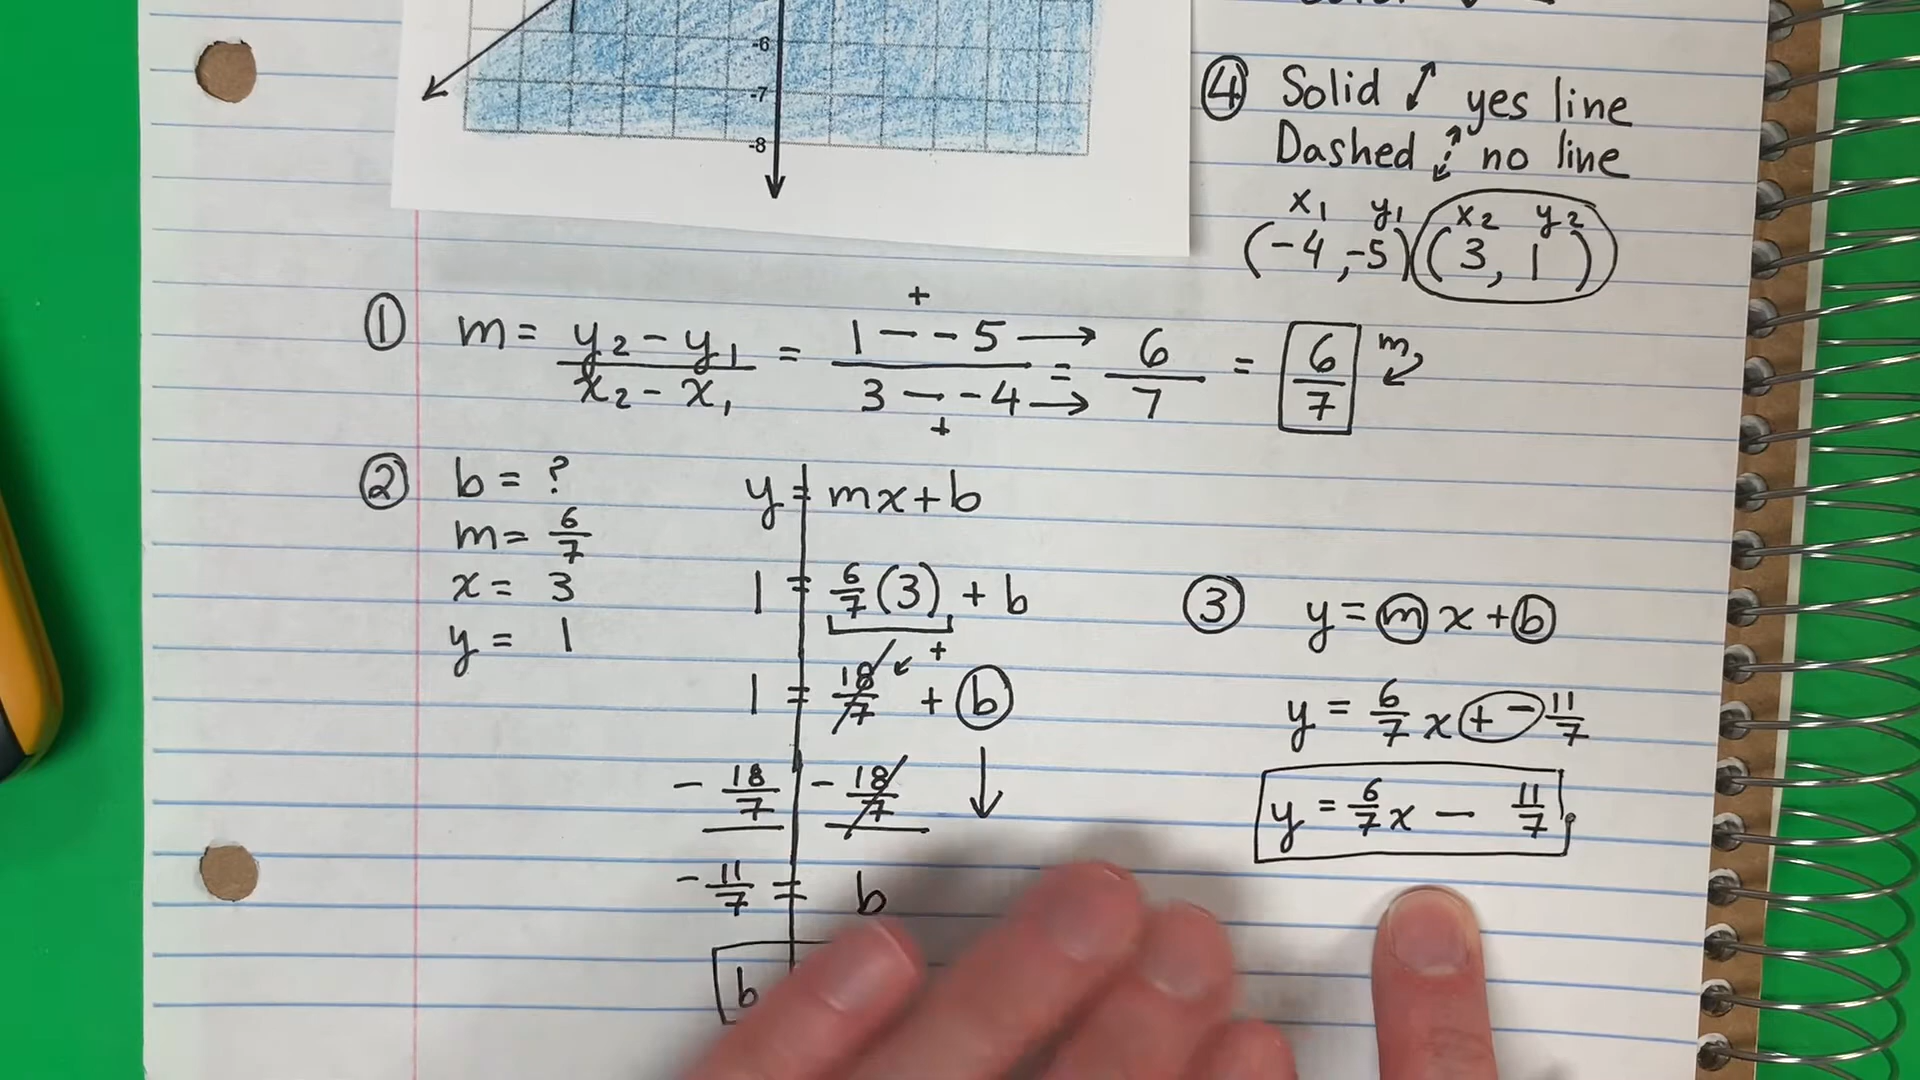 -6
-7
-8
④ Solid ↗ yes line
Dashed ↗ no line
x₁ y₁ x₂ y₂
(-4,-5)(3, 1)
+
① m = y₂ - y₁ / x₂ - x₁ = 1 - -5 / 3 - -4 → = → 6/7 = 6/7 m
+
② b = ?
m = 6/7
x = 3
y = 1
y = mx+b
1 = 6/7 (3) + b
+
1 = 18/7 + b
- 18/7 - 18/7 ↓
- 11/7 = b
b
③ y = m x + b
y = 6/7 x + - 11/7
y = 6/7 x - 11/7